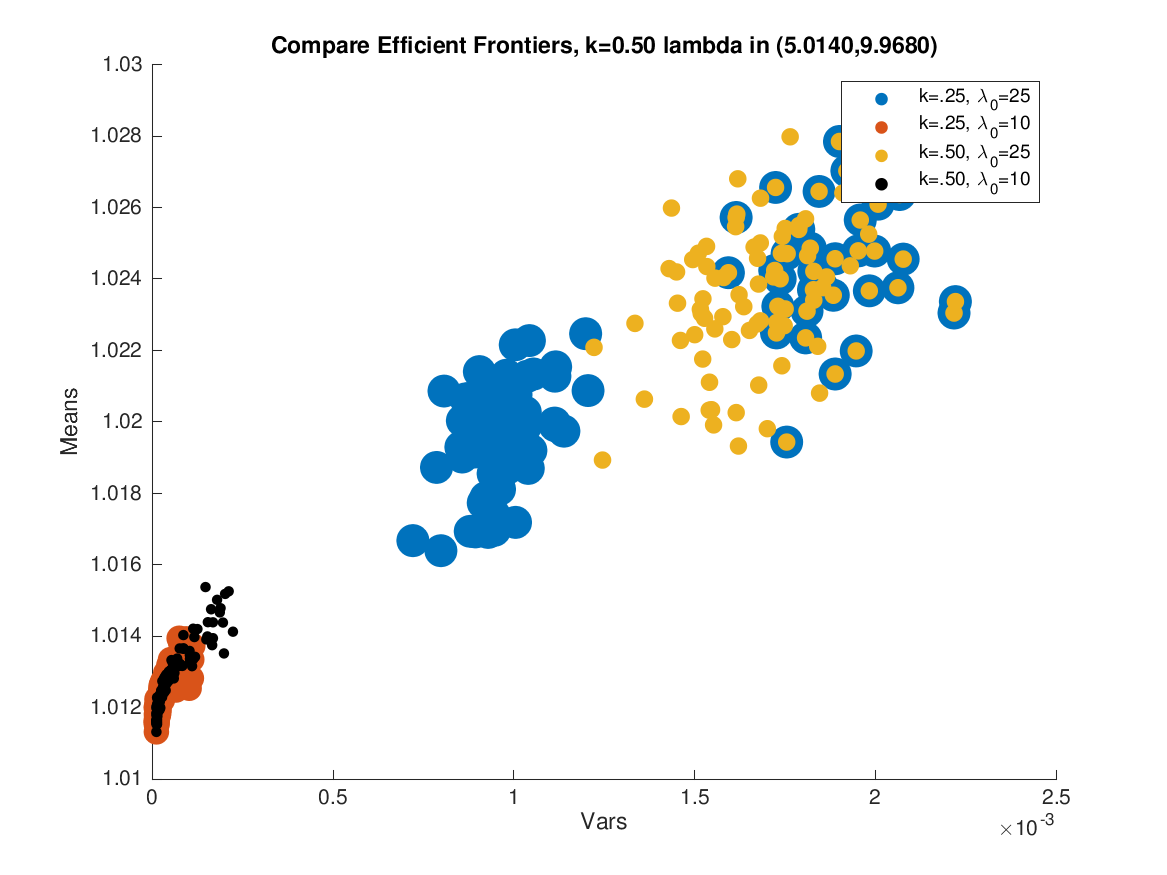 Compare Efficient Frontiers, k=0.50 lambda in (5.0140,9.9680)
1.03
1.028
1.026
1.024
1.022
1.02
1.018
1.016
1.014
1.012
1.01
Means
k=.25, λ0=25
k=.25, λ0=10
k=.50, λ0=25
k=.50, λ0=10
0
0.5
1
1.5
2
2.5
Vars
×10-3